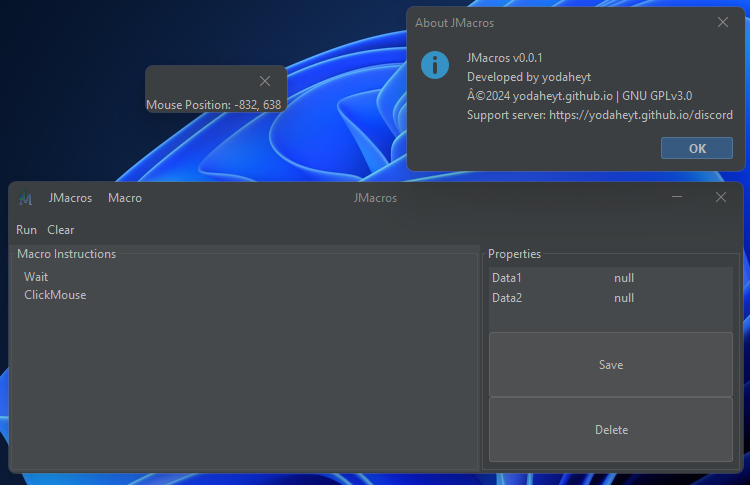 About JMacros
JMacros v0.0.1
Developed by yodaheyt
Â©2024 yodaheyt.github.io | GNU GPLv3.0
Support server: https://yodaheyt.github.io/discord
OK
Mouse Position: -832, 638
JMacros Macro JMacros
Run Clear
Macro Instructions
Wait
ClickMouse
Properties
Data1 null
Data2 null
Save
Delete